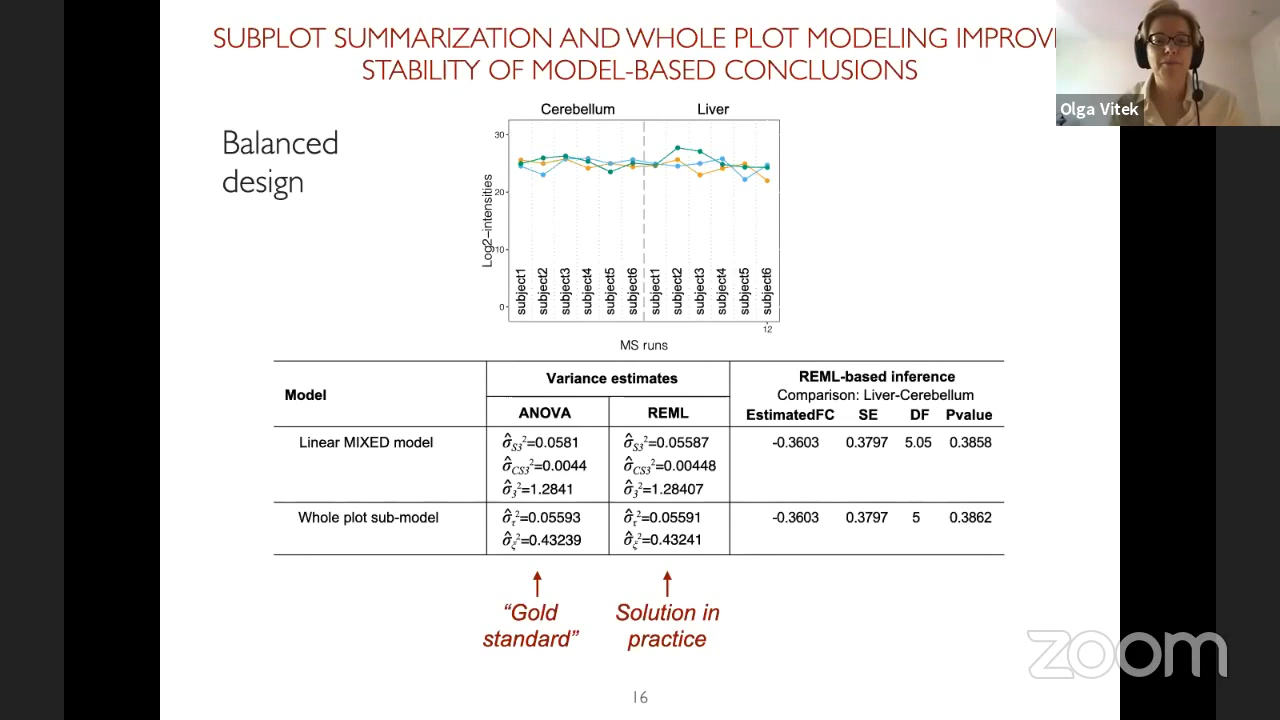 SUBPLOT SUMMARIZATION AND WHOLE PLOT MODELING IMPROV
STABILITY OF MODEL-BASED CONCLUSIONS
Olga Vitek
Balanced
design
Cerebellum Liver
Log2-intensities
30
20
10
0
subject1 subject2 subject3 subject4 subject5 subject6 subject1 subject2 subject3 subject4 subject5 subject6
12
MS runs
Model Variance estimates REML-based inference
Comparison: Liver-Cerebellum
ANOVA REML EstimatedFC SE DF Pvalue
Linear MIXED model σ̂S3²=0.0581 σ̂S3²=0.05587 -0.3603 0.3797 5.05 0.3858
σ̂CS3²=0.0044 σ̂CS3²=0.00448
σ̂3²=1.2841 σ̂3²=1.28407
Whole plot sub-model σ̂τ²=0.05593 σ̂τ²=0.05591 -0.3603 0.3797 5 0.3862
σ̂ξ²=0.43239 σ̂ξ²=0.43241
“Gold
standard”
Solution in
practice
zoom
16